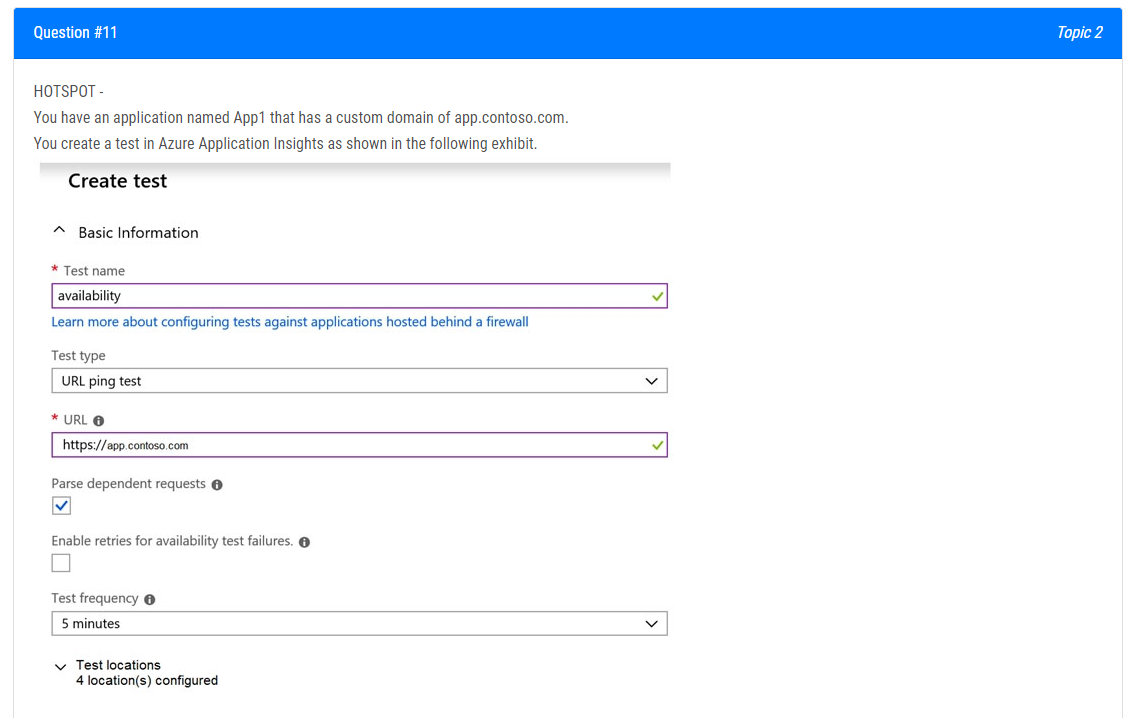 Question #11
Topic 2
HOTSPOT -
You have an application named App1 that has a custom domain of app.contoso.com.
You create a test in Azure Application Insights as shown in the following exhibit.
Create test
Basic Information
* Test name
availability
Learn more about configuring tests against applications hosted behind a firewall
Test type
URL ping test
* URL
https://app.contoso.com
Parse dependent requests
Enable retries for availability test failures.
Test frequency
5 minutes
Test locations
4 location(s) configured